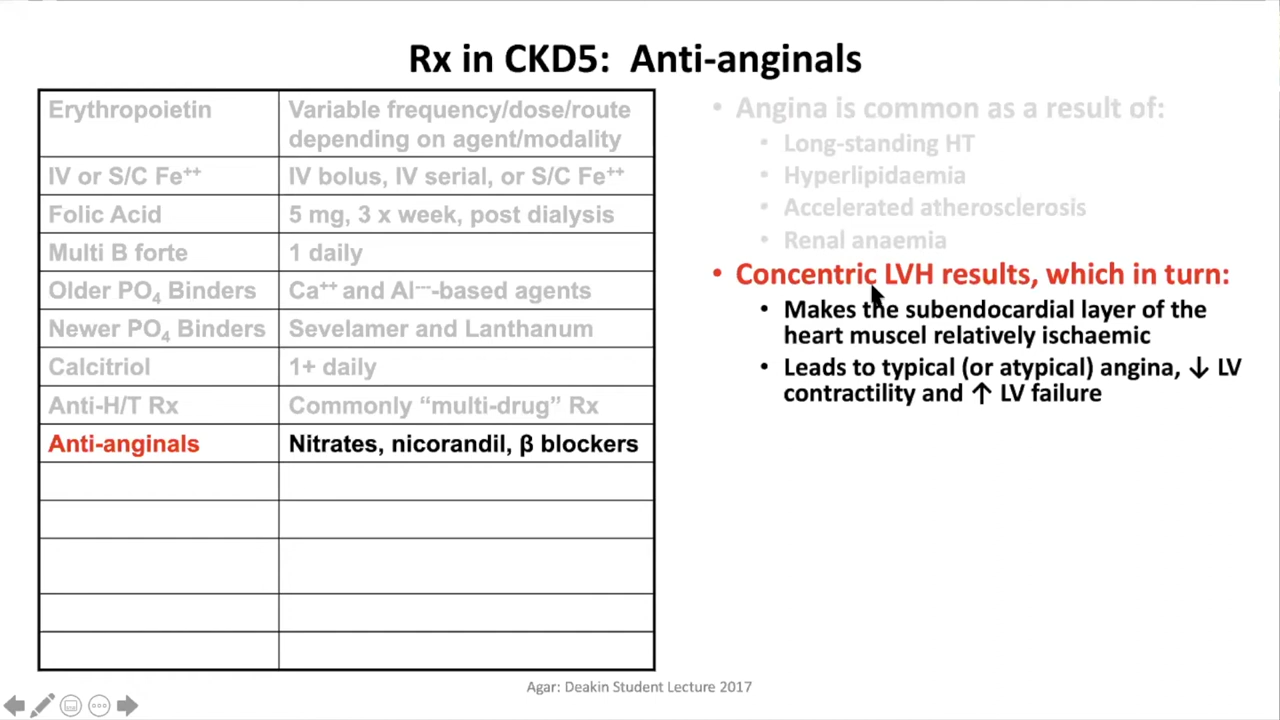 Rx in CKD5: Anti-anginals
Erythropoietin
Variable frequency/dose/route
depending on agent/modality
IV or S/C Fe⁺⁺
IV bolus, IV serial, or S/C Fe⁺⁺
Folic Acid
5 mg, 3 x week, post dialysis
Multi B forte
1 daily
Older PO₄ Binders
Ca⁺⁺ and Al⁻⁻⁻-based agents
Newer PO₄ Binders
Sevelamer and Lanthanum
Calcitriol
1+ daily
Anti-H/T Rx
Commonly “multi-drug” Rx
Anti-anginals
Nitrates, nicorandil, β blockers
• Angina is common as a result of:
• Long-standing HT
• Hyperlipidaemia
• Accelerated atherosclerosis
• Renal anaemia
• Concentric LVH results, which in turn:
• Makes the subendocardial layer of the
heart muscel relatively ischaemic
• Leads to typical (or atypical) angina, ↓ LV
contractility and ↑ LV failure
Agar: Deakin Student Lecture 2017